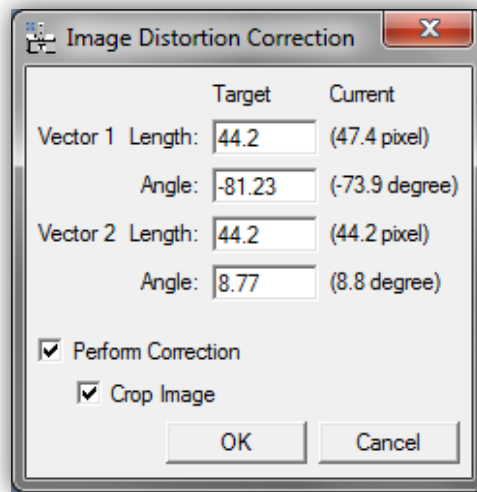 Image Distortion Correction
Target Current
Vector 1 Length: 44.2 (47.4 pixel)
Angle: -81.23 (-73.9 degree)
Vector 2 Length: 44.2 (44.2 pixel)
Angle: 8.77 (8.8 degree)
Perform Correction
Crop Image
OK Cancel